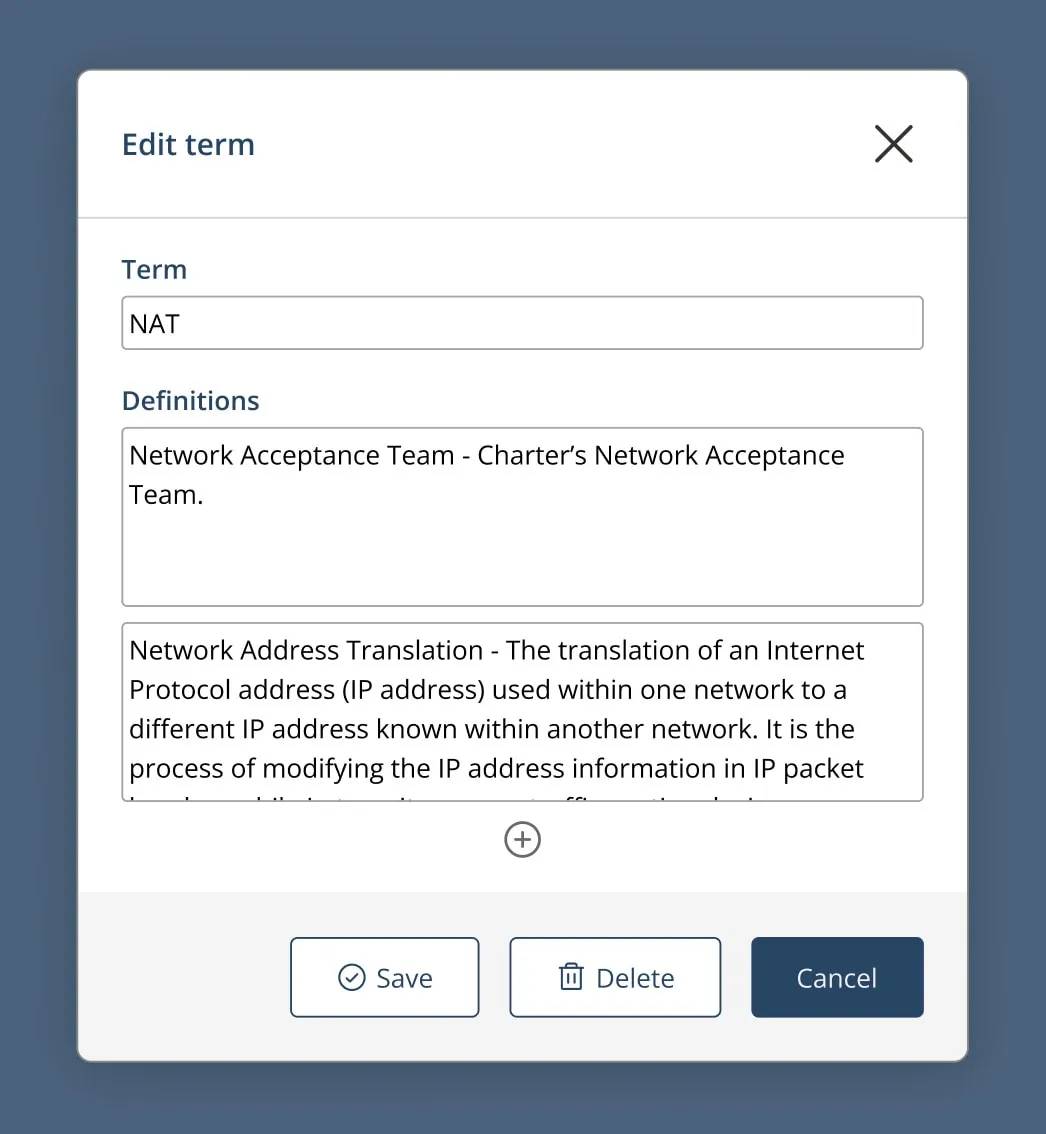 Edit term
Term
NAT
Definitions
Network Acceptance Team - Charter’s Network Acceptance
Team.
Network Address Translation - The translation of an Internet
Protocol address (IP address) used within one network to a
different IP address known within another network. It is the
process of modifying the IP address information in IP packet
Save
Delete
Cancel